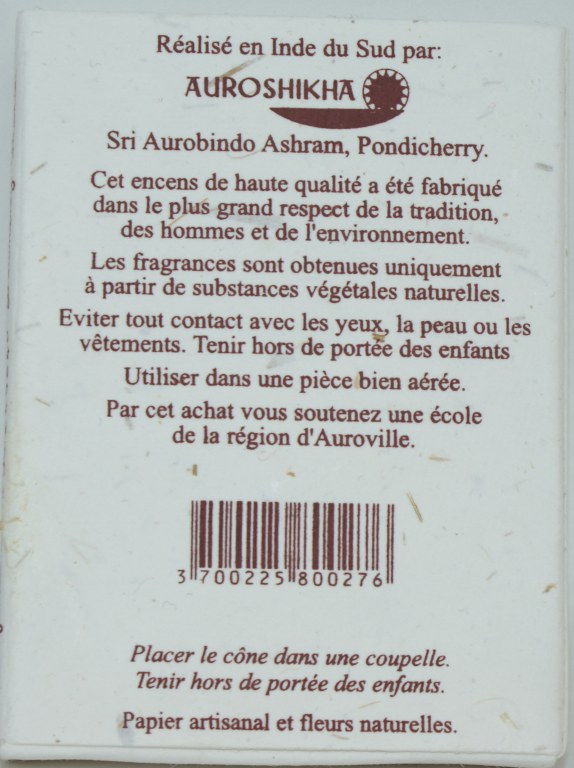 Réalisé en Inde du Sud par:
AUROSHIKHA
Sri Aurobindo Ashram, Pondicherry.
Cet encens de haute qualité a été fabriqué
dans le plus grand respect de la tradition,
des hommes et de l'environnement.
Les fragrances sont obtenues uniquement
à partir de substances végétales naturelles.
Eviter tout contact avec les yeux, la peau ou les
vêtements. Tenir hors de portée des enfants
Utiliser dans une pièce bien aérée.
Par cet achat vous soutenez une école
de la région d'Auroville.
3 700225 800276
Placer le cône dans une coupelle.
Tenir hors de portée des enfants.
Papier artisanal et fleurs naturelles.